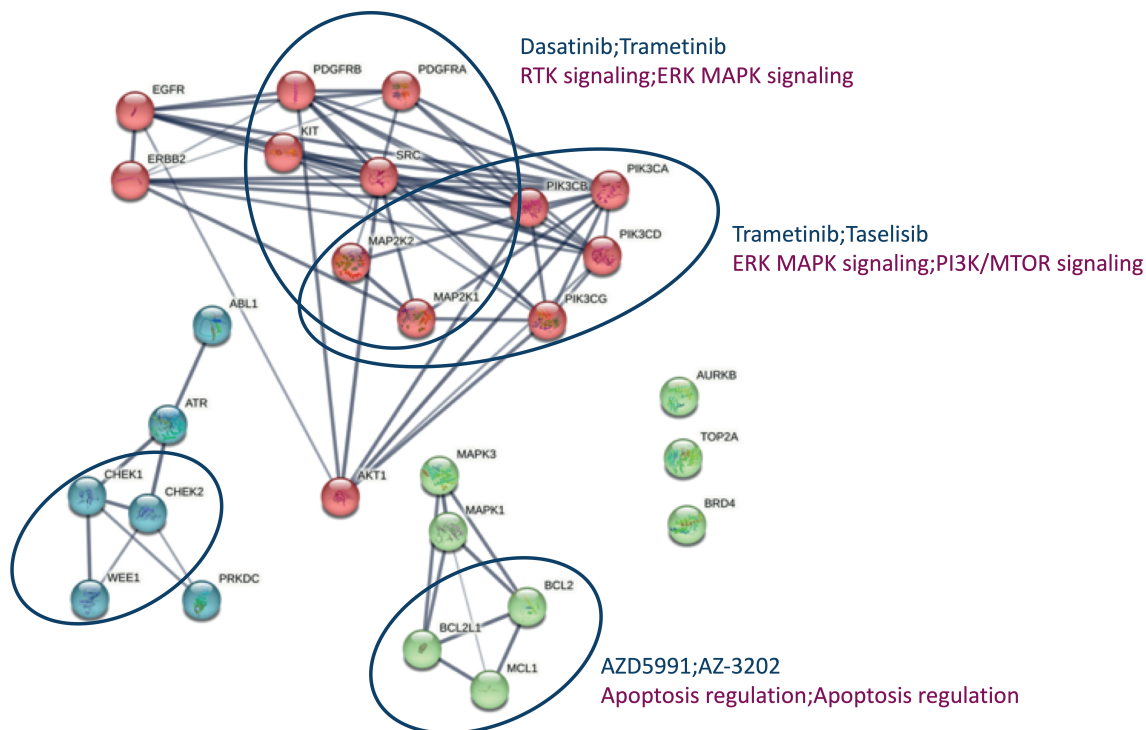 Dasatinib;Trametinib
RTK signaling;ERK MAPK signaling
PDGFRB
PDGFRA
EGFR
KIT
SRC
ERBB2
PIK3CA
PIK3CB
PIK3CD
Trametinib;Taselisib
ERK MAPK signaling;PI3K/MTOR signaling
MAP2K2
MAP2K1
PIK3CG
ABL1
AURKB
ATR
TOP2A
MAPK3
CHEK1
AKT1
CHEK2
MAPK1
BRD4
WEE1
PRKDC
BCL2
BCL2L1
MCL1
AZD5991;AZ-3202
Apoptosis regulation;Apoptosis regulation